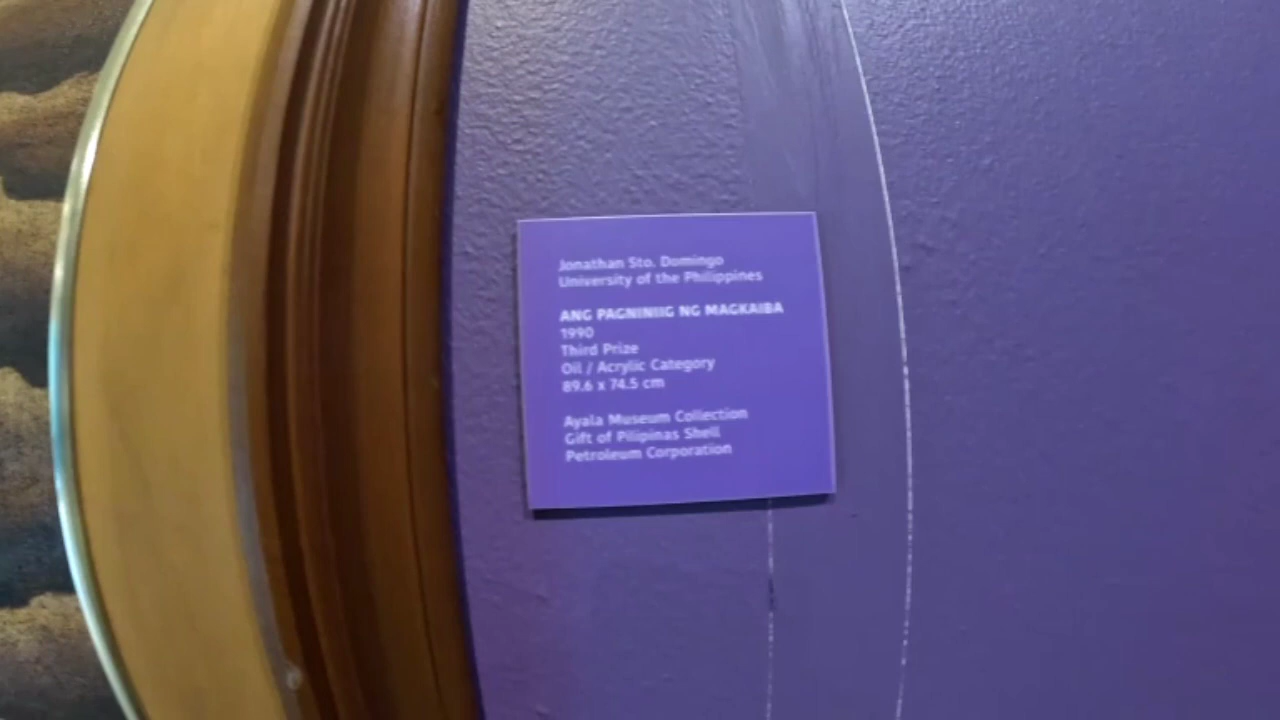 Jonathan Sto. Domingo
University of the Philippines
ANG PAGNINIIG NG MAGKAIBA
1990
Third Prize
Oil / Acrylic Category
89.6 x 74.5 cm
Ayala Museum Collection
Gift of Pilipinas Shell
Petroleum Corporation